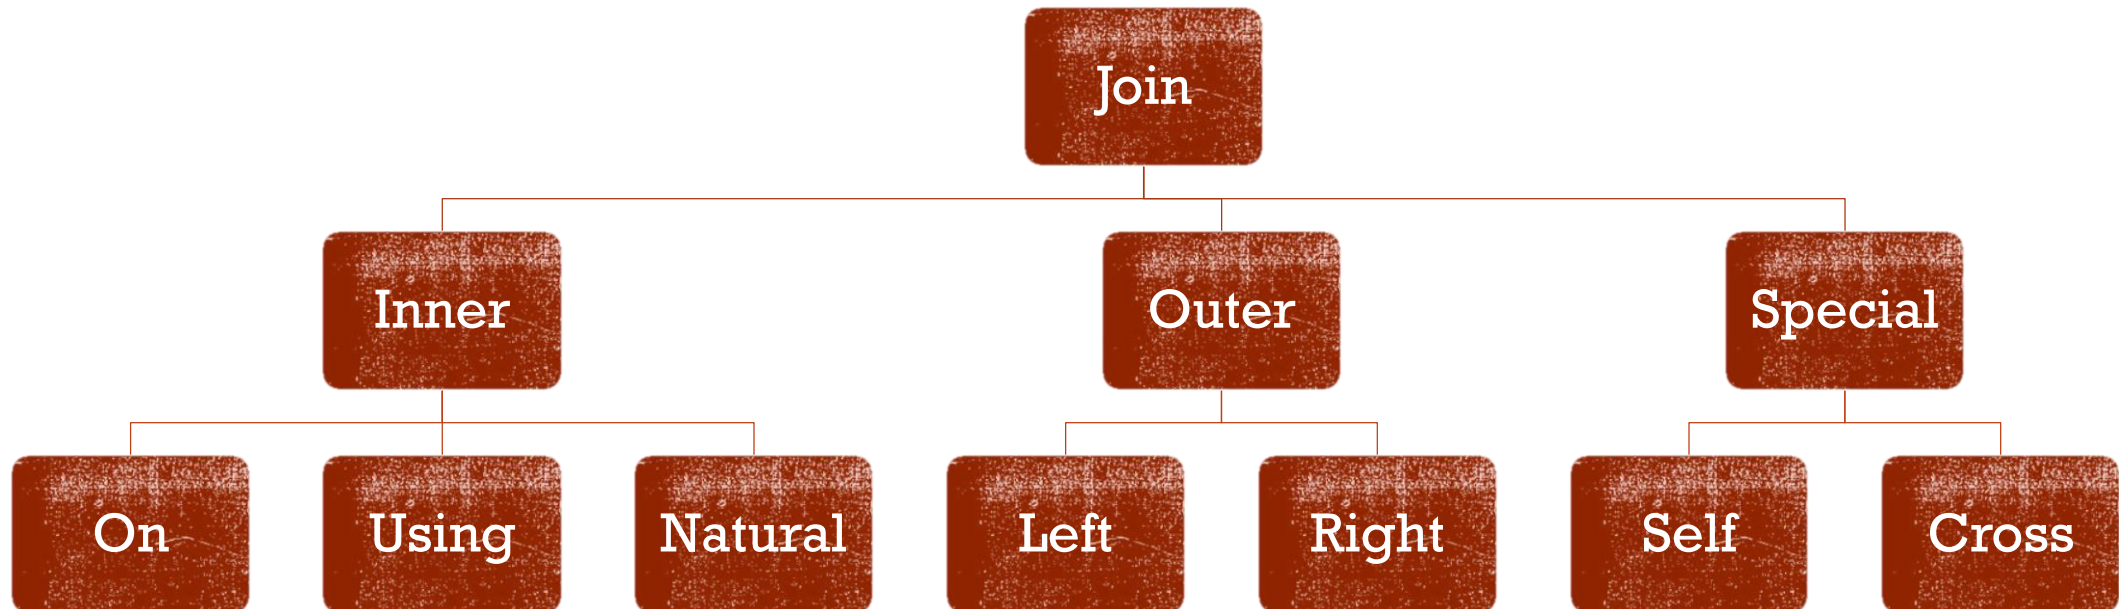 Join
Inner
Outer
Special
On
Using
Natural
Left
Right
Self
Cross